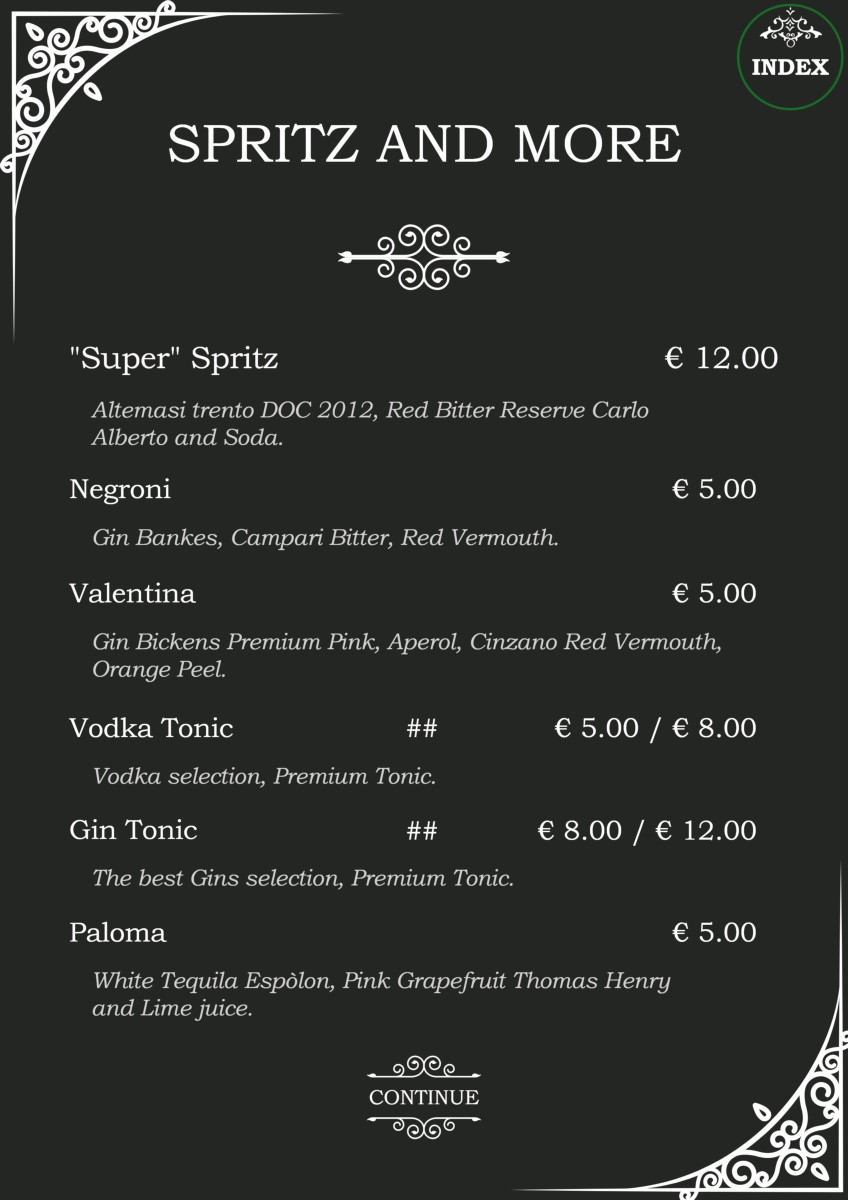 INDEX
SPRITZ AND MORE
"Super" Spritz € 12.00
Altemasi trento DOC 2012, Red Bitter Reserve Carlo
Alberto and Soda.
Negroni € 5.00
Gin Bankes, Campari Bitter, Red Vermouth.
Valentina € 5.00
Gin Bickens Premium Pink, Aperol, Cinzano Red Vermouth,
Orange Peel.
Vodka Tonic ## € 5.00 / € 8.00
Vodka selection, Premium Tonic.
Gin Tonic ## € 8.00 / € 12.00
The best Gins selection, Premium Tonic.
Paloma € 5.00
White Tequila Espòlon, Pink Grapefruit Thomas Henry
and Lime juice.
CONTINUE